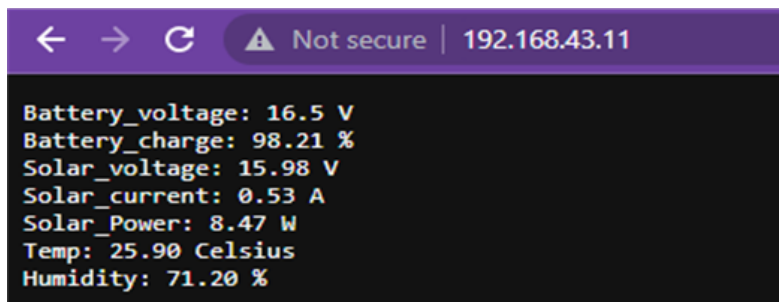 Not secure | 192.168.43.11
Battery_voltage: 16.5 V
Battery_charge: 98.21 %
Solar_voltage: 15.98 V
Solar_current: 0.53 A
Solar_Power: 8.47 W
Temp: 25.90 Celsius
Humidity: 71.20 %